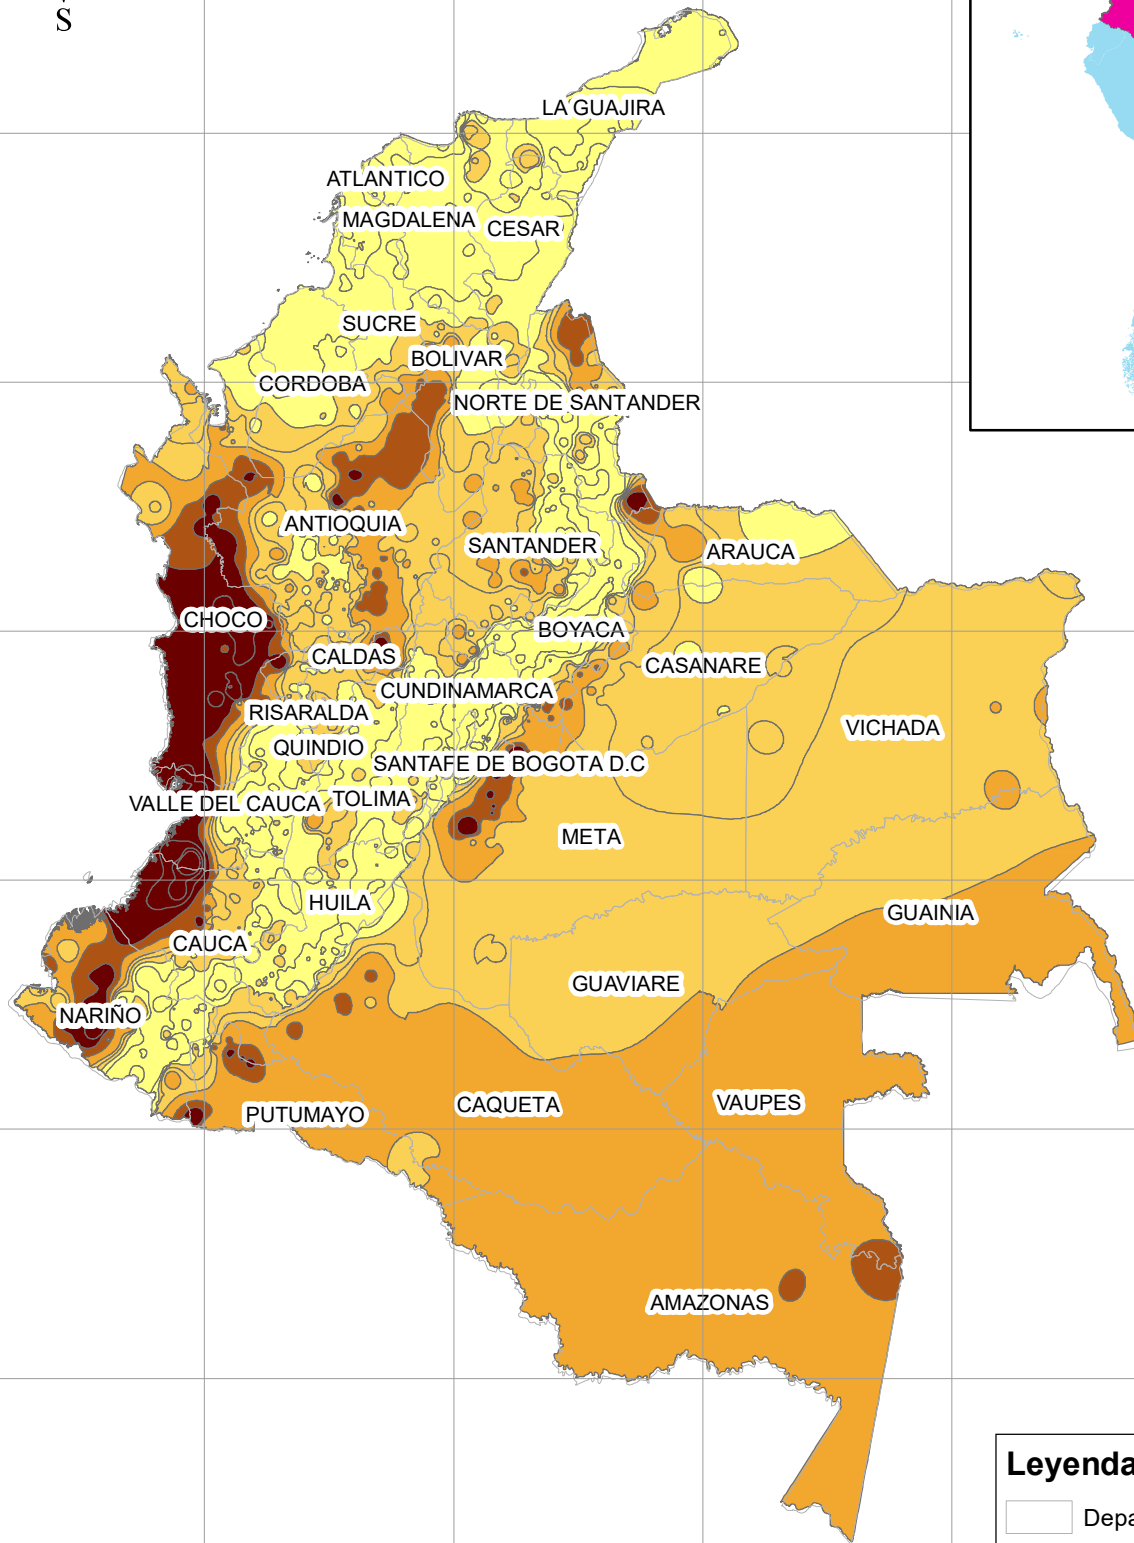 S
LA GUAJIRA
ATLANTICO
MAGDALENA
CESAR
SUCRE
BOLIVAR
CORDOBA
NORTE DE SANTANDER
ANTIOQUIA
SANTANDER
ARAUCA
CHOCO
BOYACA
CALDAS
CASANARE
CUNDINAMARCA
RISARALDA
VICHADA
QUINDIO
SANTAFE DE BOGOTA D.C
VALLE DEL CAUCA
TOLIMA
META
HUILA
GUAINIA
CAUCA
GUAVIARE
NARIÑO
CAQUETA
VAUPES
PUTUMAYO
AMAZONAS
Leyenda
Depa